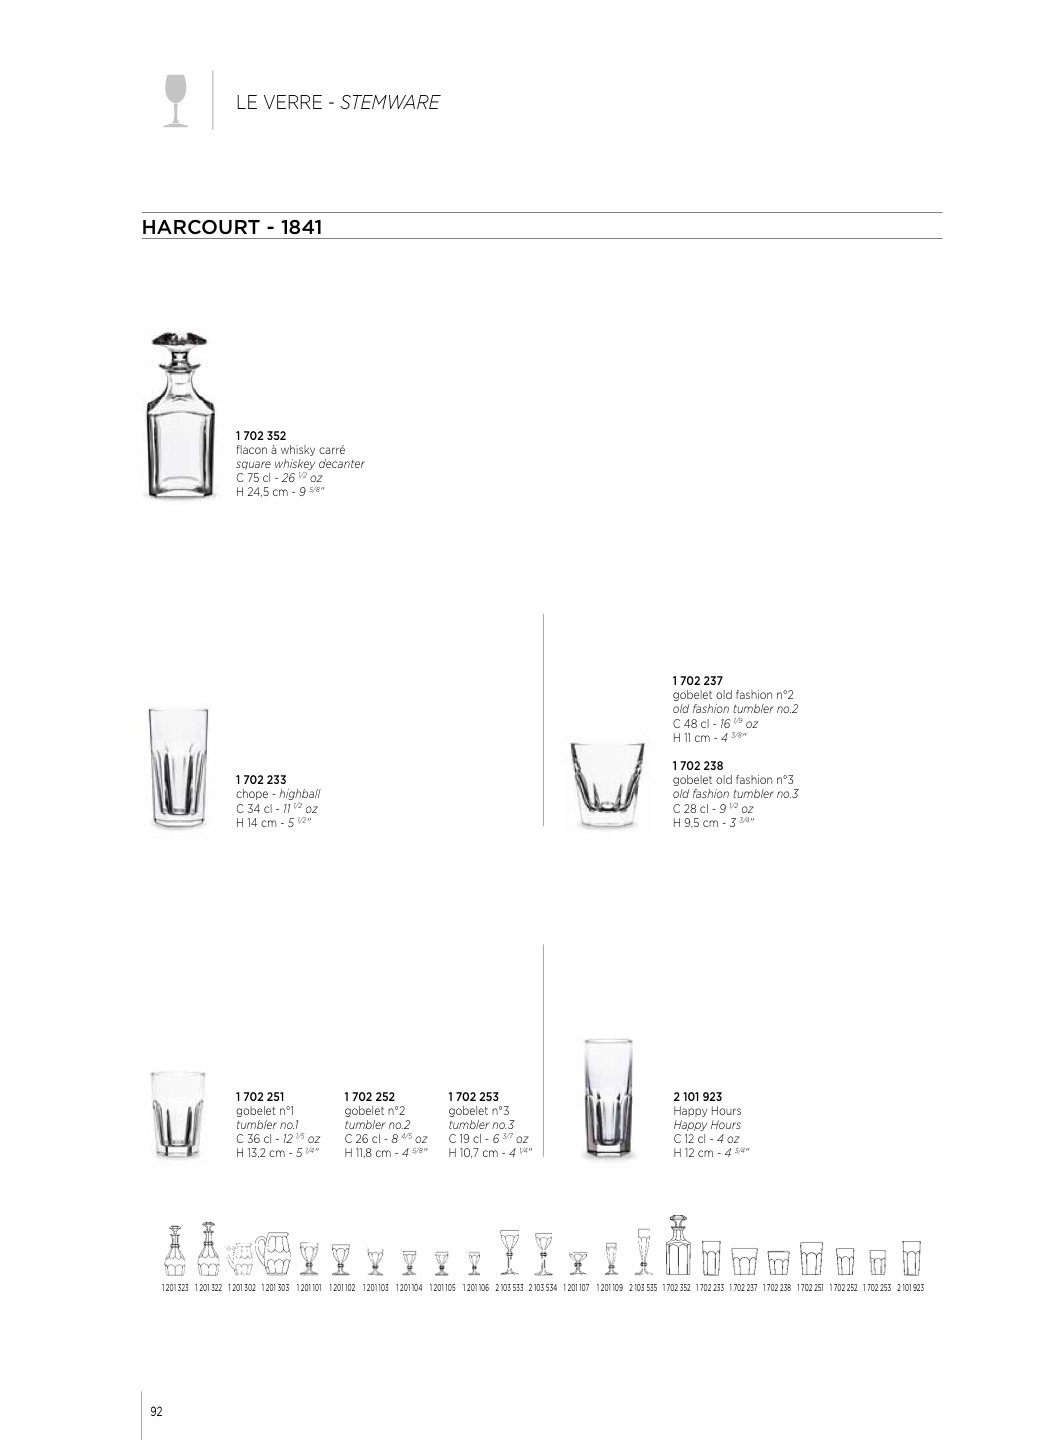 LE VERRE - STEMWARE
HARCOURT - 1841
1 702 352
flacon à whisky carré
square whiskey decanter
C 75 cl - 26 1/2 oz
H 24,5 cm - 9 5/8"
1 702 233
chope - highball
C 34 cl - 11 1/2 oz
H 14 cm - 5 1/2"
1 702 237
gobelet old fashion n°2
old fashion tumbler no.2
C 48 cl - 16 1/9 oz
H 11 cm - 4 3/8"
1 702 238
gobelet old fashion n°3
old fashion tumbler no.3
C 28 cl - 9 1/2 oz
H 9,5 cm - 3 3/4"
1 702 251
gobelet n°1
tumbler no.1
C 36 cl - 12 1/5 oz
H 13,2 cm - 5 1/4"
1 702 252
gobelet n°2
tumbler no.2
C 26 cl - 8 4/5 oz
H 11,8 cm - 4 5/8"
1 702 253
gobelet n°3
tumbler no.3
C 19 cl - 6 3/7 oz
H 10,7 cm - 4 1/4"
2 101 923
Happy Hours
Happy Hours
C 12 cl - 4 oz
H 12 cm - 4 3/4"
1 201 323 1 201 322 1 201 302 1 201 303 1 201 101 1 201 102 1 201 103 1 201 104 1 201 105 1 201 106 2 103 533 2 103 534 1 201 107 1 201 109 2 103 535 1 702 352 1 702 233 1 702 237 1 702 238 1 702 251 1 702 252 1 702 253 2 101 923
92